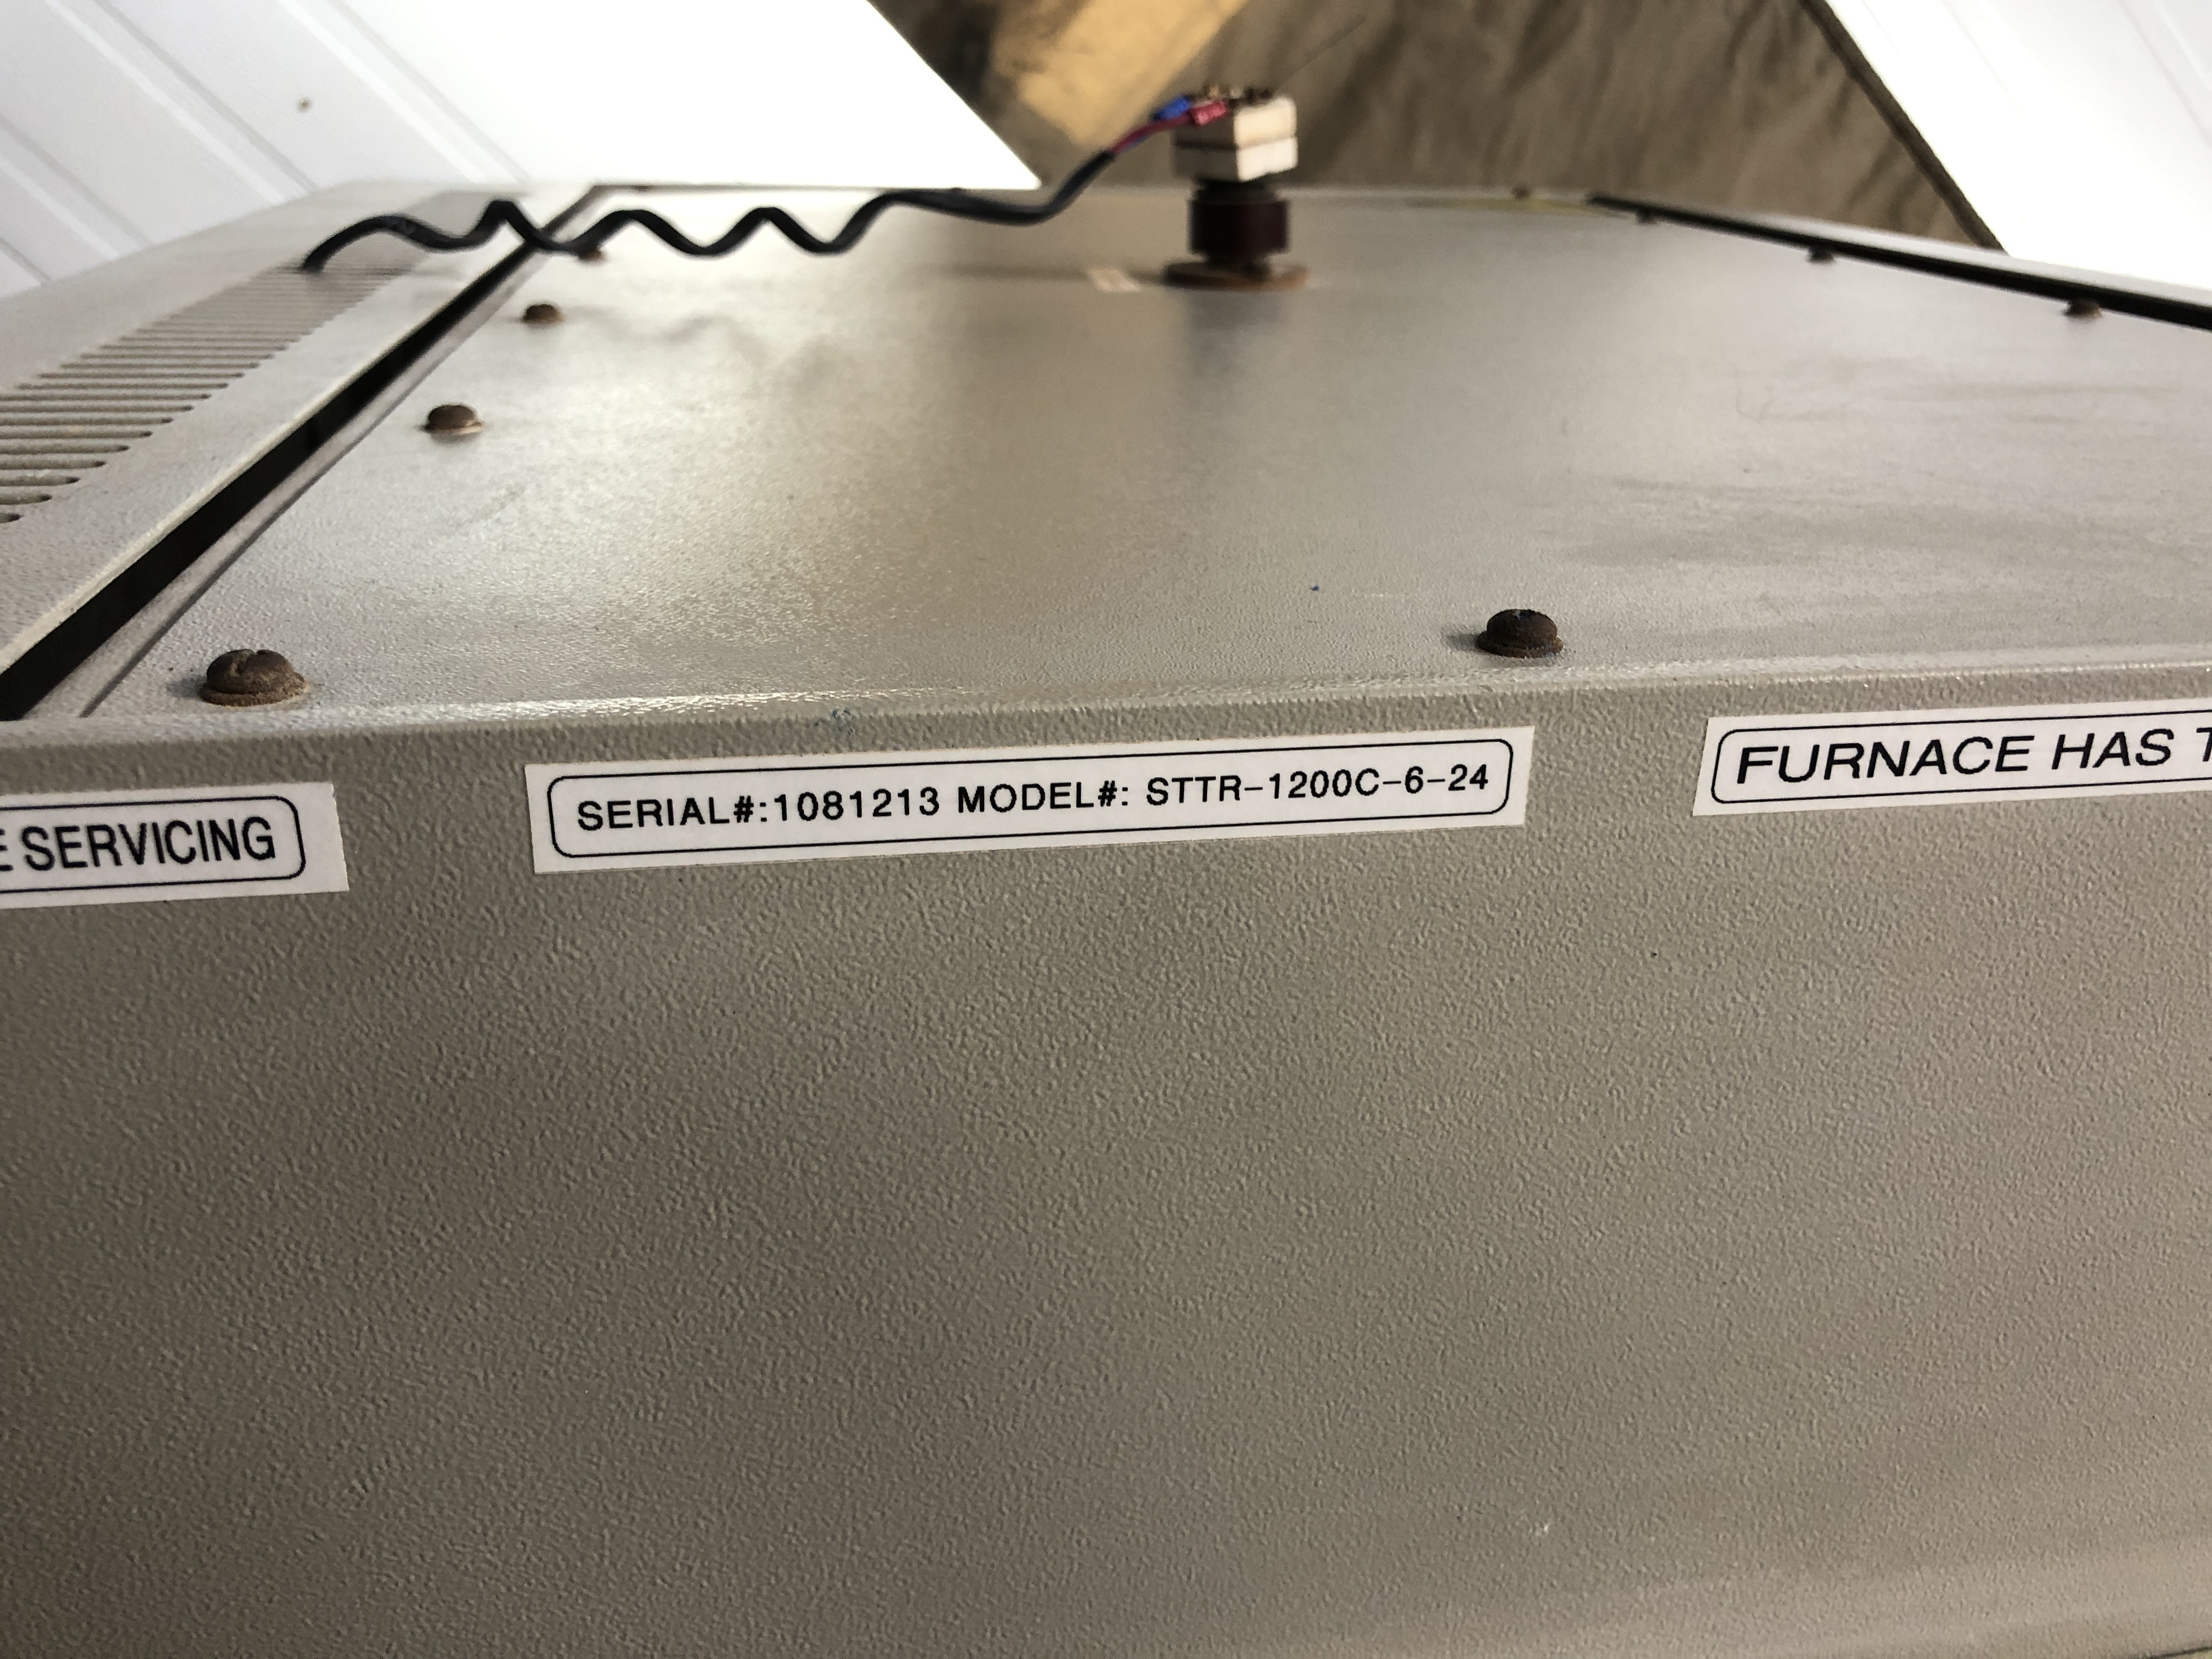 E SERVICING
SERIAL#:1081213 MODEL#: STTR-1200C-6-24
FURNACE HAS T